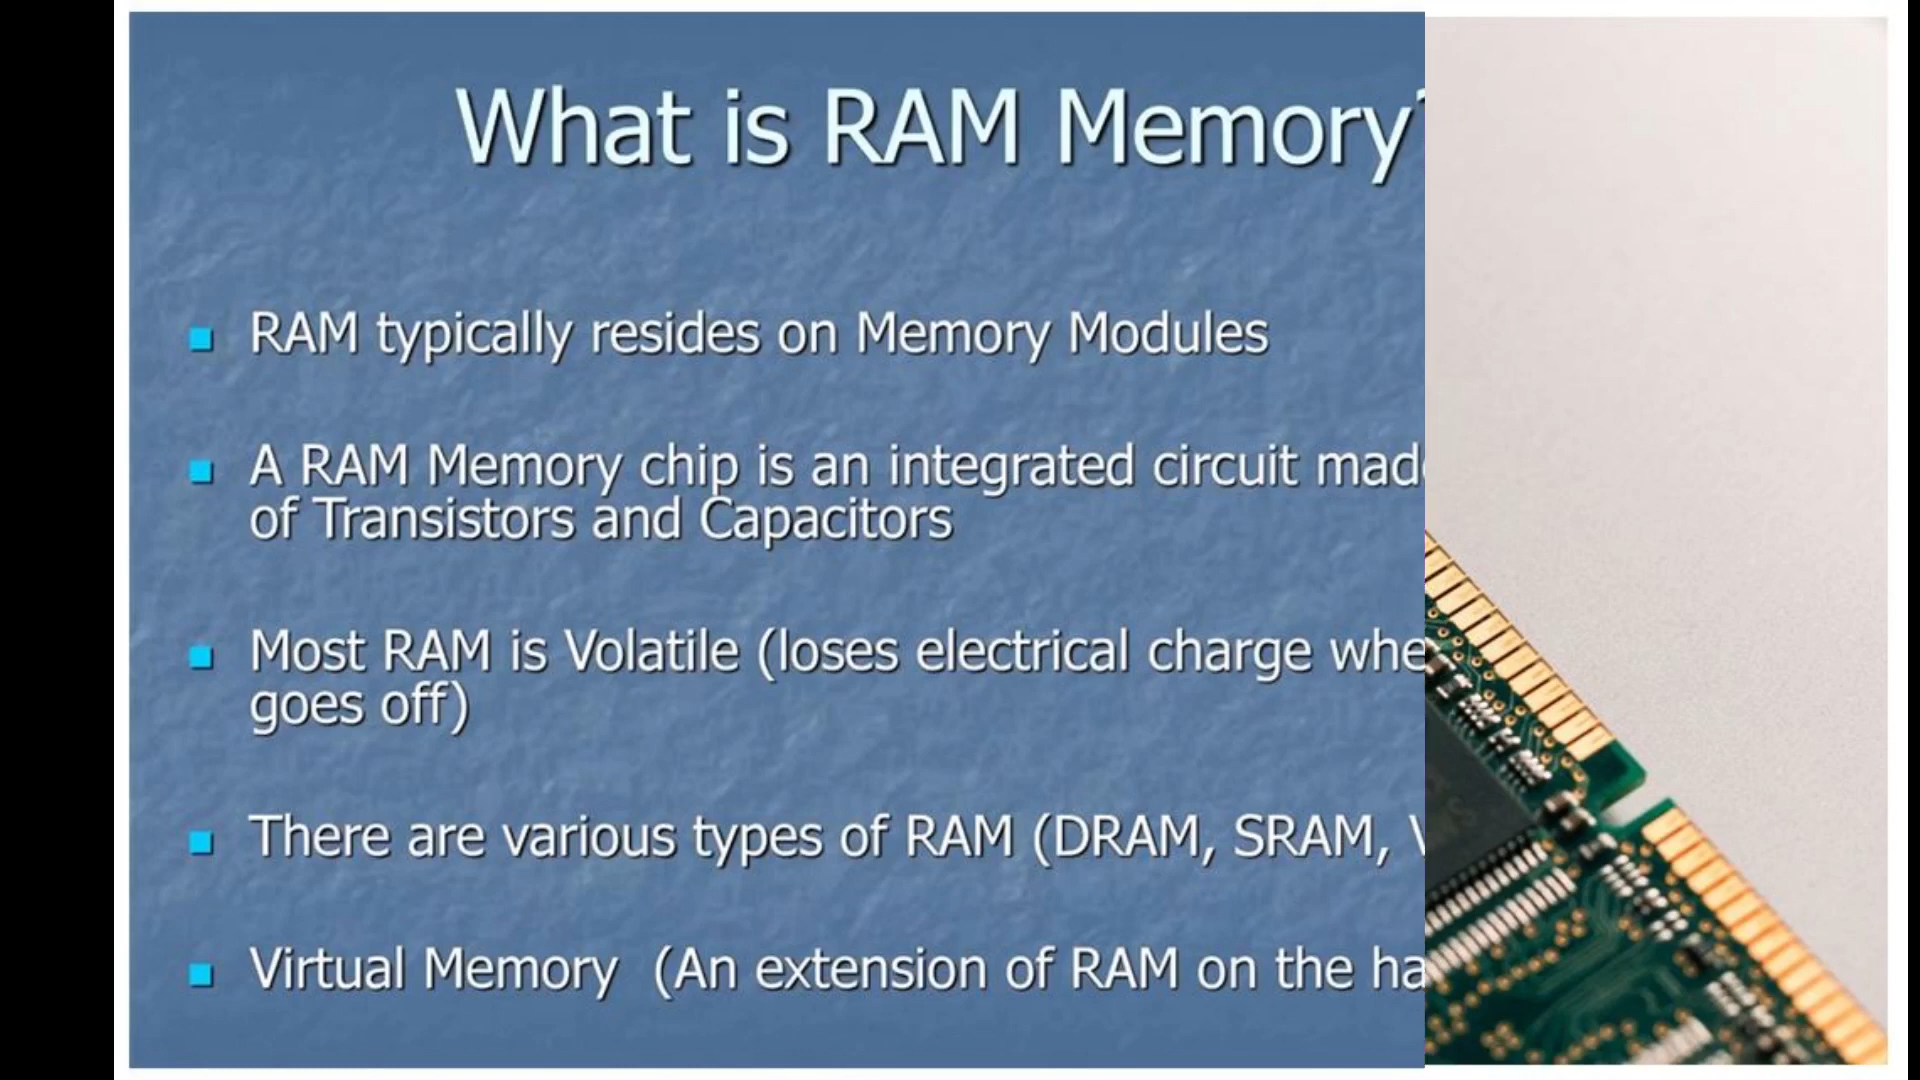 What is RAM Memory?
RAM typically resides on Memory Modules
A RAM Memory chip is an integrated circuit
of Transistors and Capacitors
Most RAM is Volatile (loses electrical charge
goes off)
There are various types of RAM (DRAM, SRAM,
Virtual Memory (An extension of RAM on the